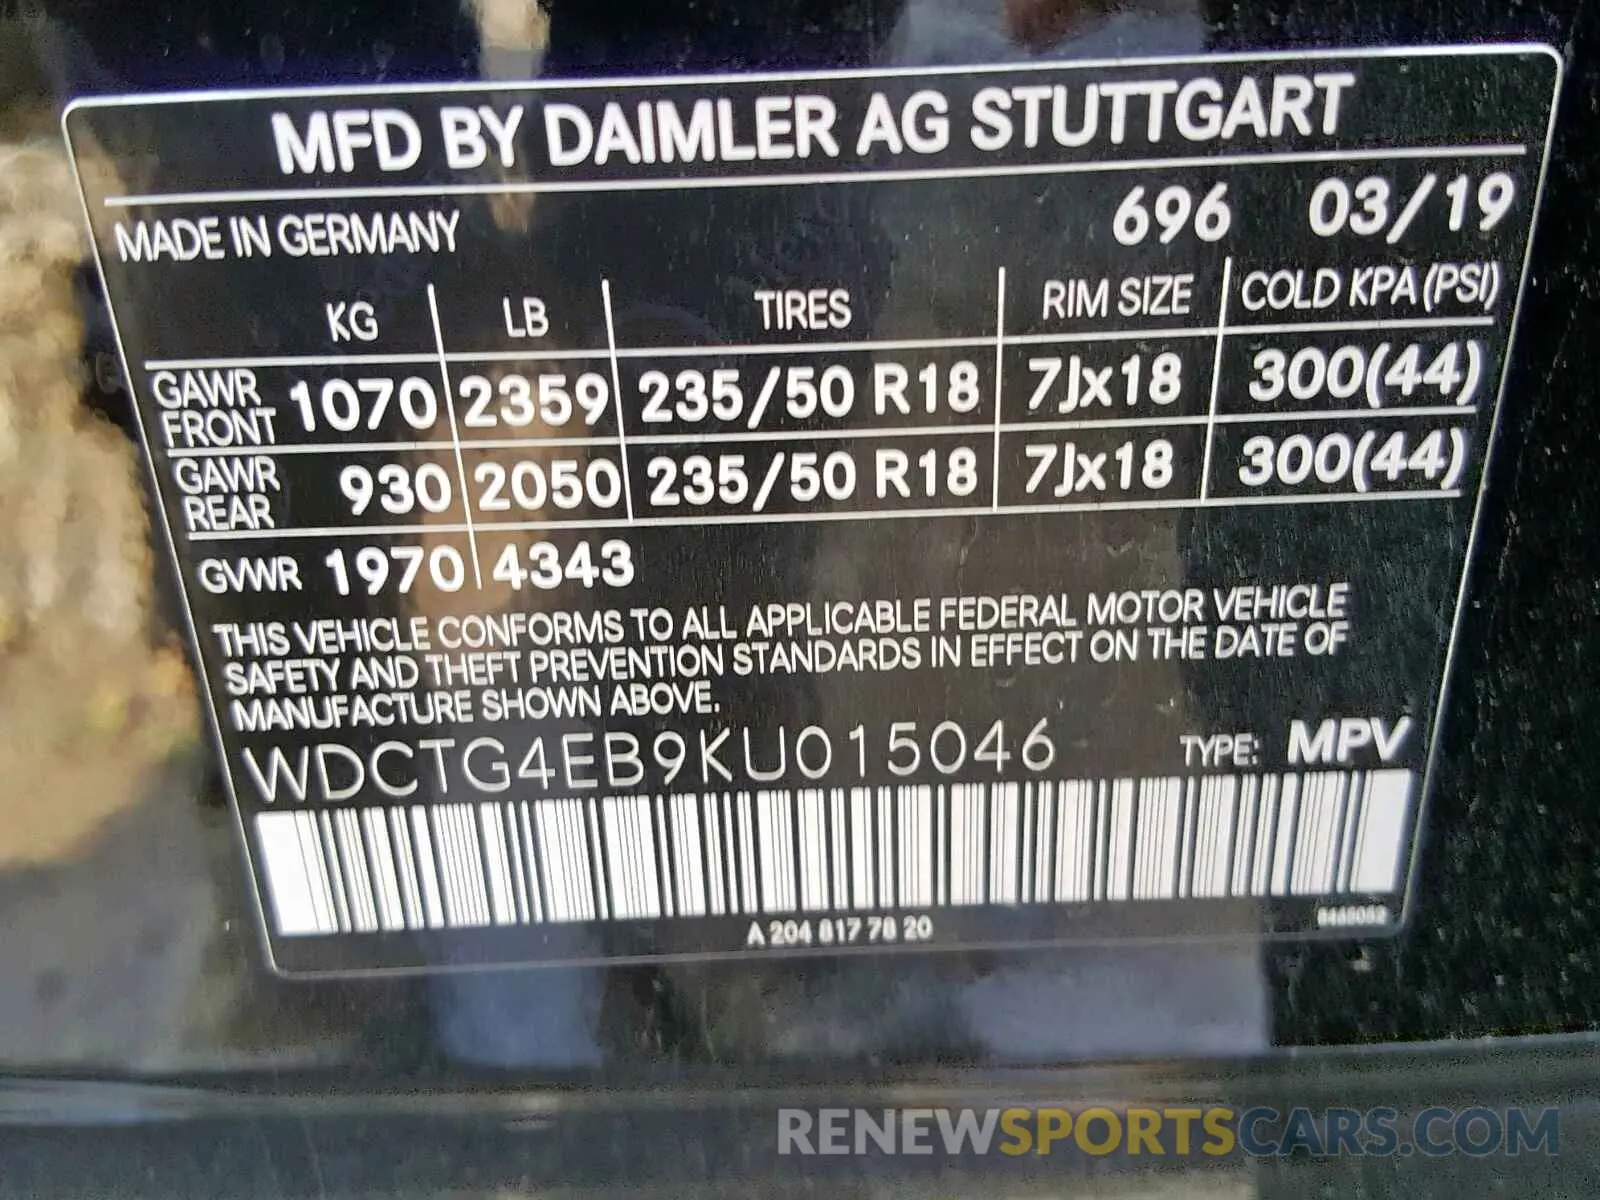 MFD BY DAIMLER AG STUTTGART
MADE IN GERMANY 696 03/19
KG LB TIRES RIM SIZE COLD KPA (PSI)
GAWR FRONT 1070 2359 235/50 R18 7Jx18 300(44)
GAWR REAR 930 2050 235/50 R18 7Jx18 300(44)
GVWR 1970 4343
THIS VEHICLE CONFORMS TO ALL APPLICABLE FEDERAL MOTOR VEHICLE
SAFETY AND THEFT PREVENTION STANDARDS IN EFFECT ON THE DATE OF
MANUFACTURE SHOWN ABOVE.
WDCTG4EB9KU015046 TYPE: MPV
A 204 817 78 20
RENEWSPORTSCARS.COM